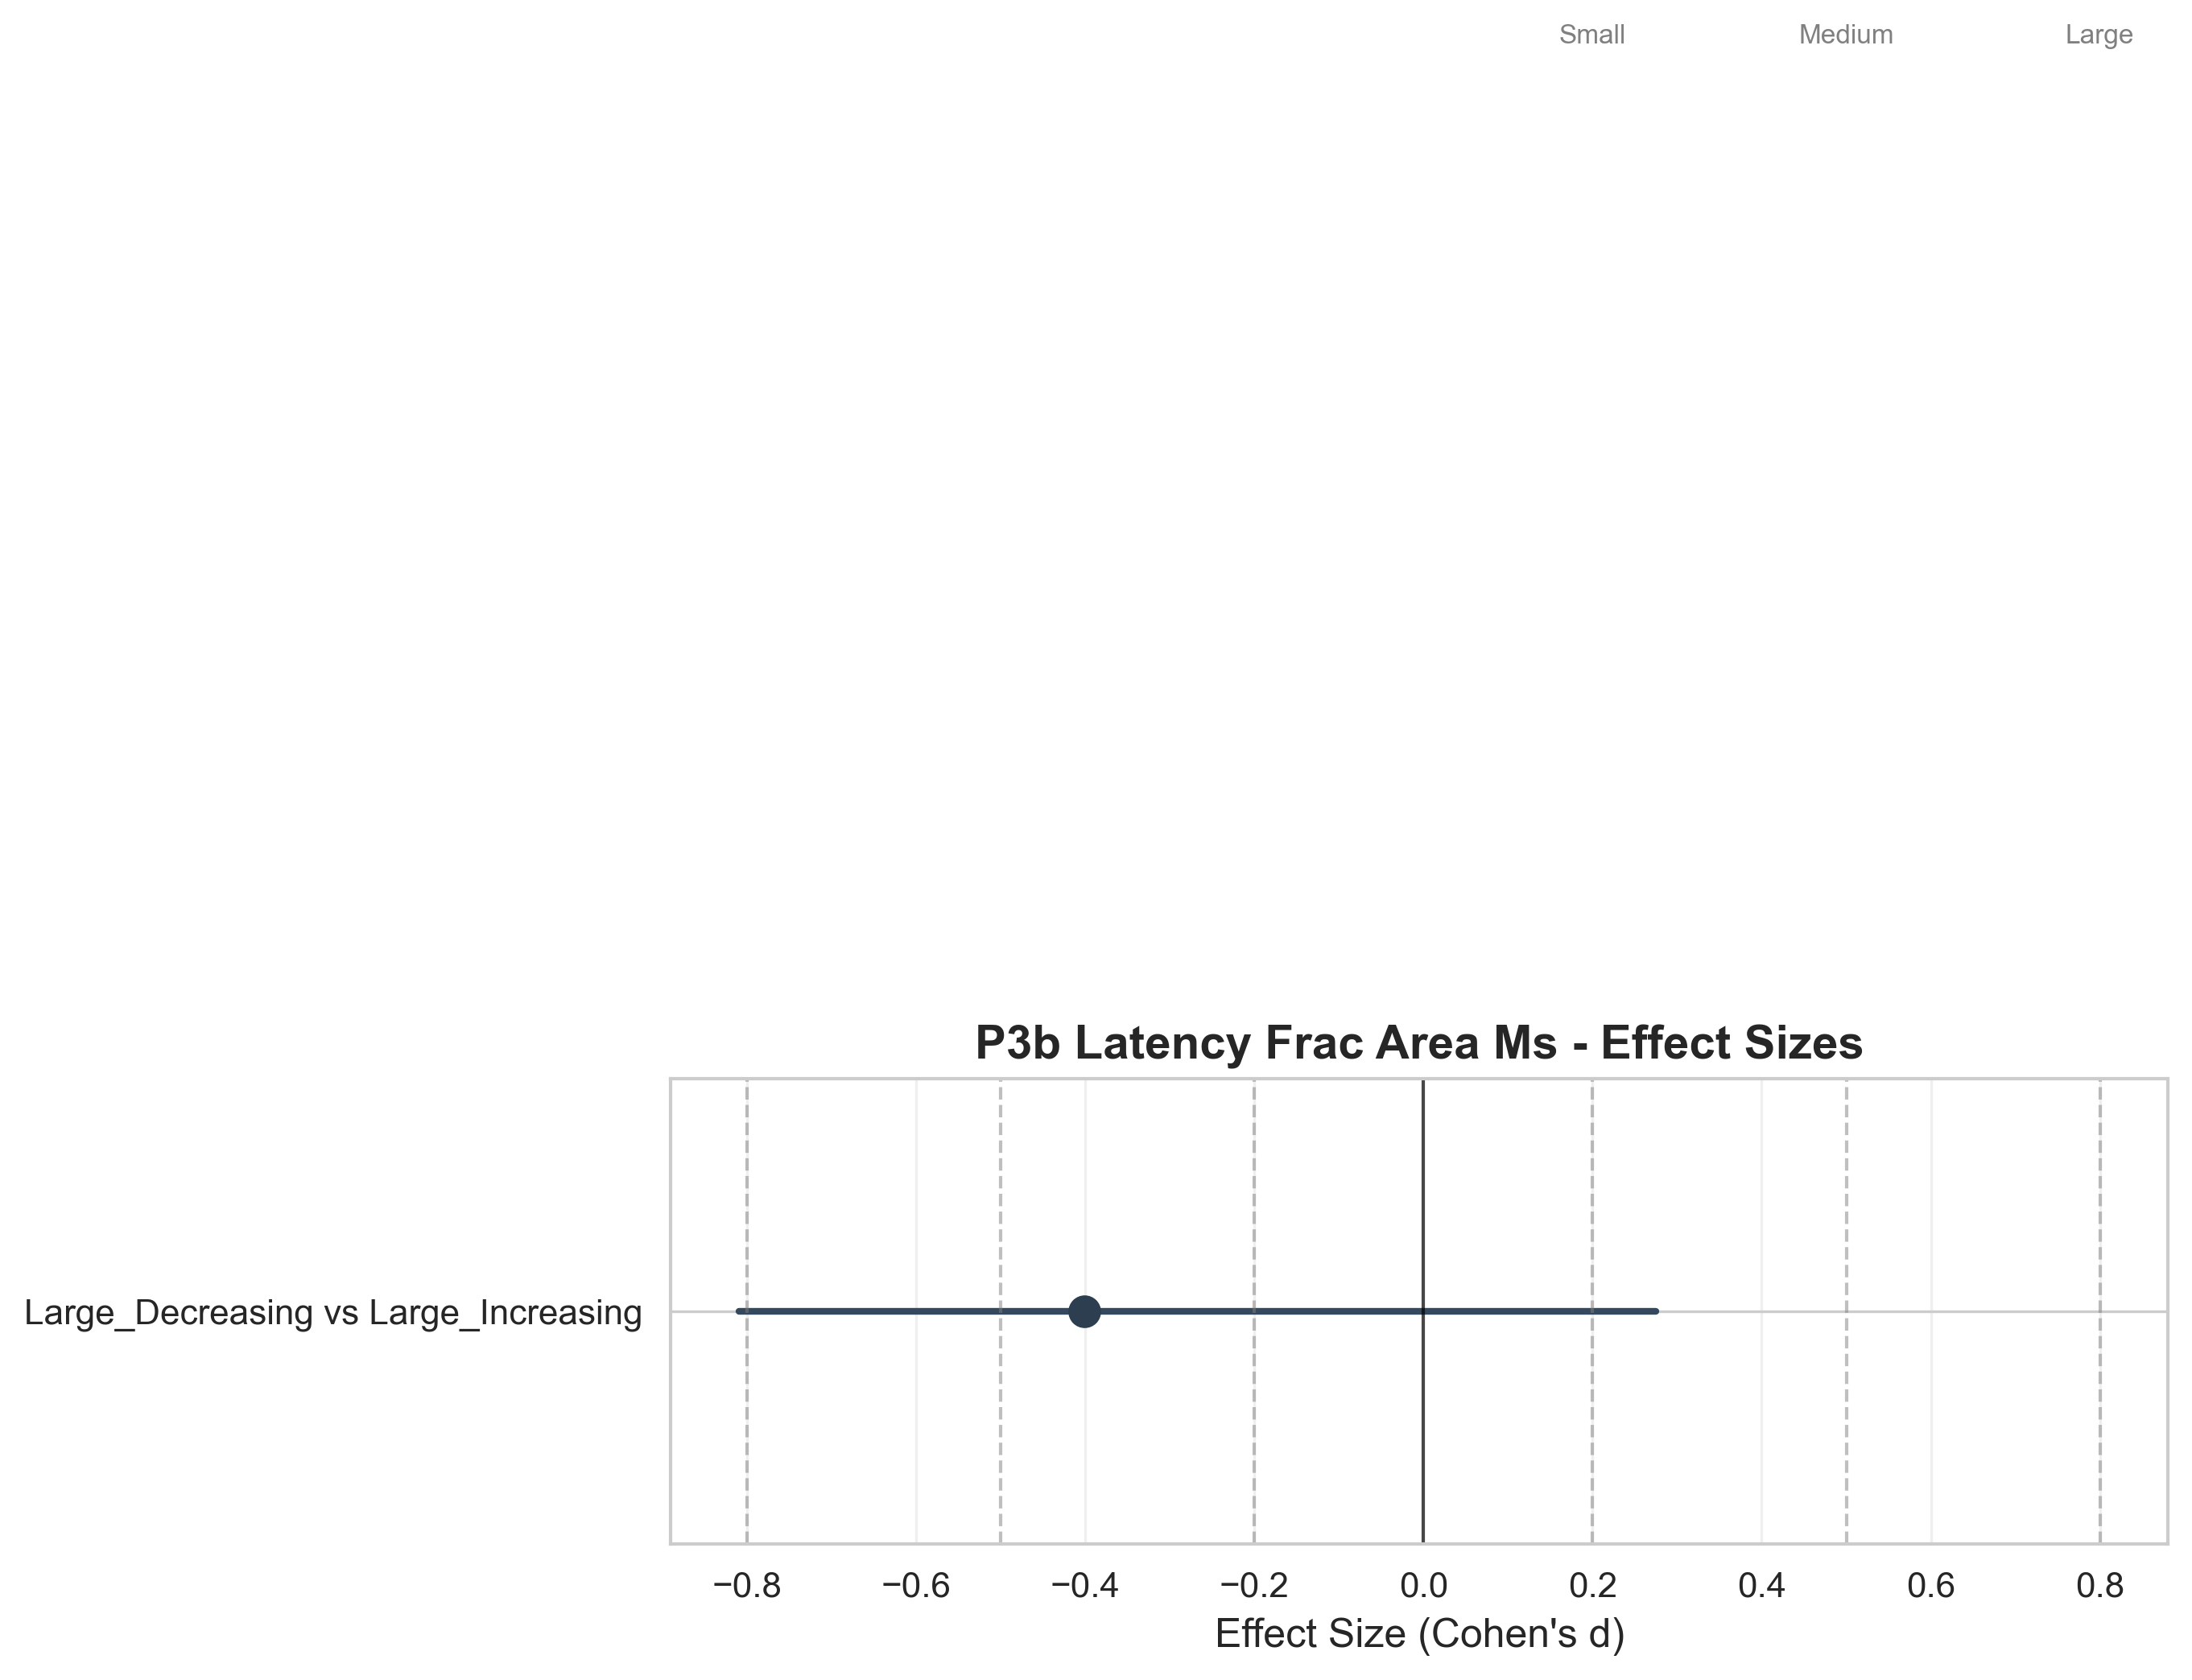 Small Medium Large
P3b Latency Frac Area Ms - Effect Sizes
Large_Decreasing vs Large_Increasing
−0.8 −0.6 −0.4 −0.2 0.0 0.2 0.4 0.6 0.8
Effect Size (Cohen's d)